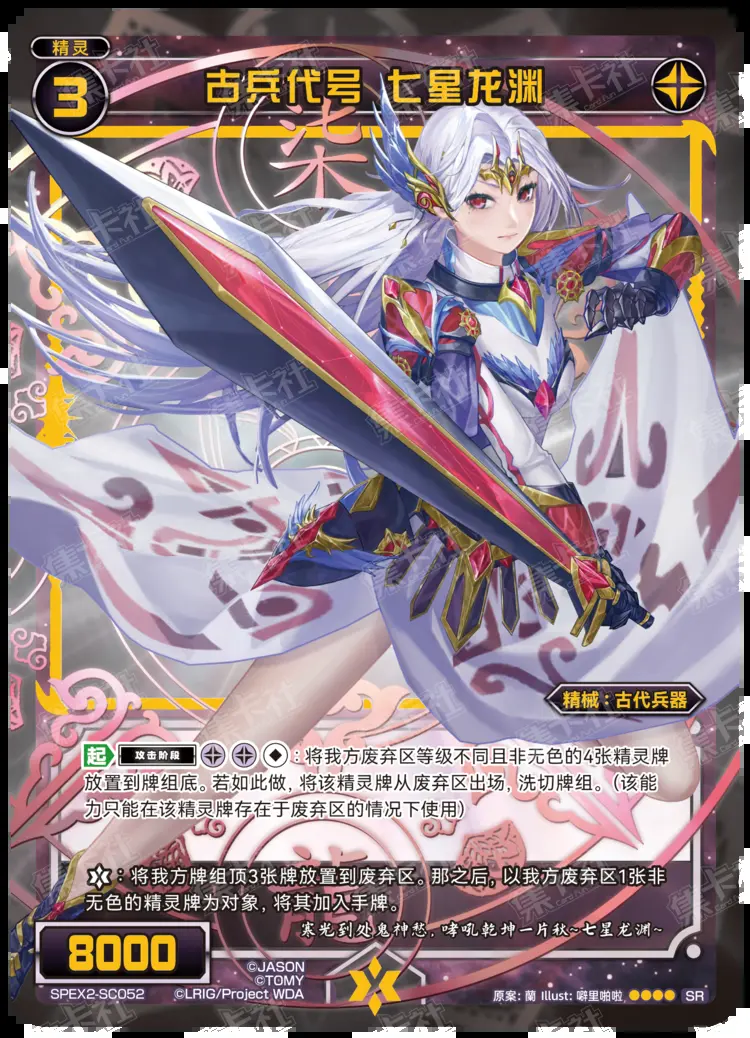 精灵
3
古兵代号 七星龙渊
柒
精械:古代兵器
起 攻击阶段 :将我方废弃区等级不同且非无色的4张精灵牌
放置到牌组底。若如此做,将该精灵牌从废弃区出场,洗切牌组。(该能
力只能在该精灵牌存在于废弃区的情况下使用)
:将我方牌组顶3张牌放置到废弃区。那之后,以我方废弃区1张非
无色的精灵牌为对象,将其加入手牌。
寒光到处鬼神愁,哮吼乾坤一片秋~七星龙渊~
8000
©JASON
©TOMY
SPEX2-SC052 ©LRIG/Project WDA
原案: 蘭 Illust: 噼里啪啦 SR
集卡社